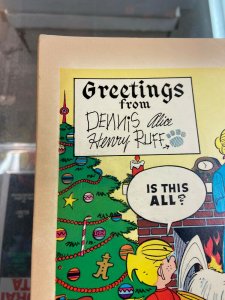 Greetings
from
DENNIS Alice
Henry RUFF
IS THIS
ALL?